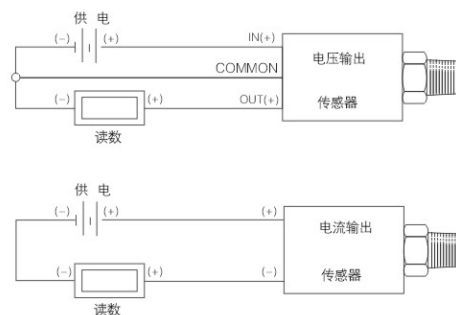 供 电
(-) (+) IN(+)
COMMON
电压输出
传感器
(-) (+) OUT(+)
读数
供 电
(-) (+) (+)
电流输出
传感器
(-) (+) (-)
读数